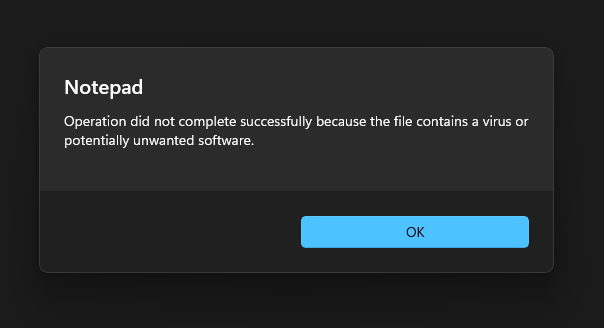 Notepad
Operation did not complete successfully because the file contains a virus or
potentially unwanted software.
OK